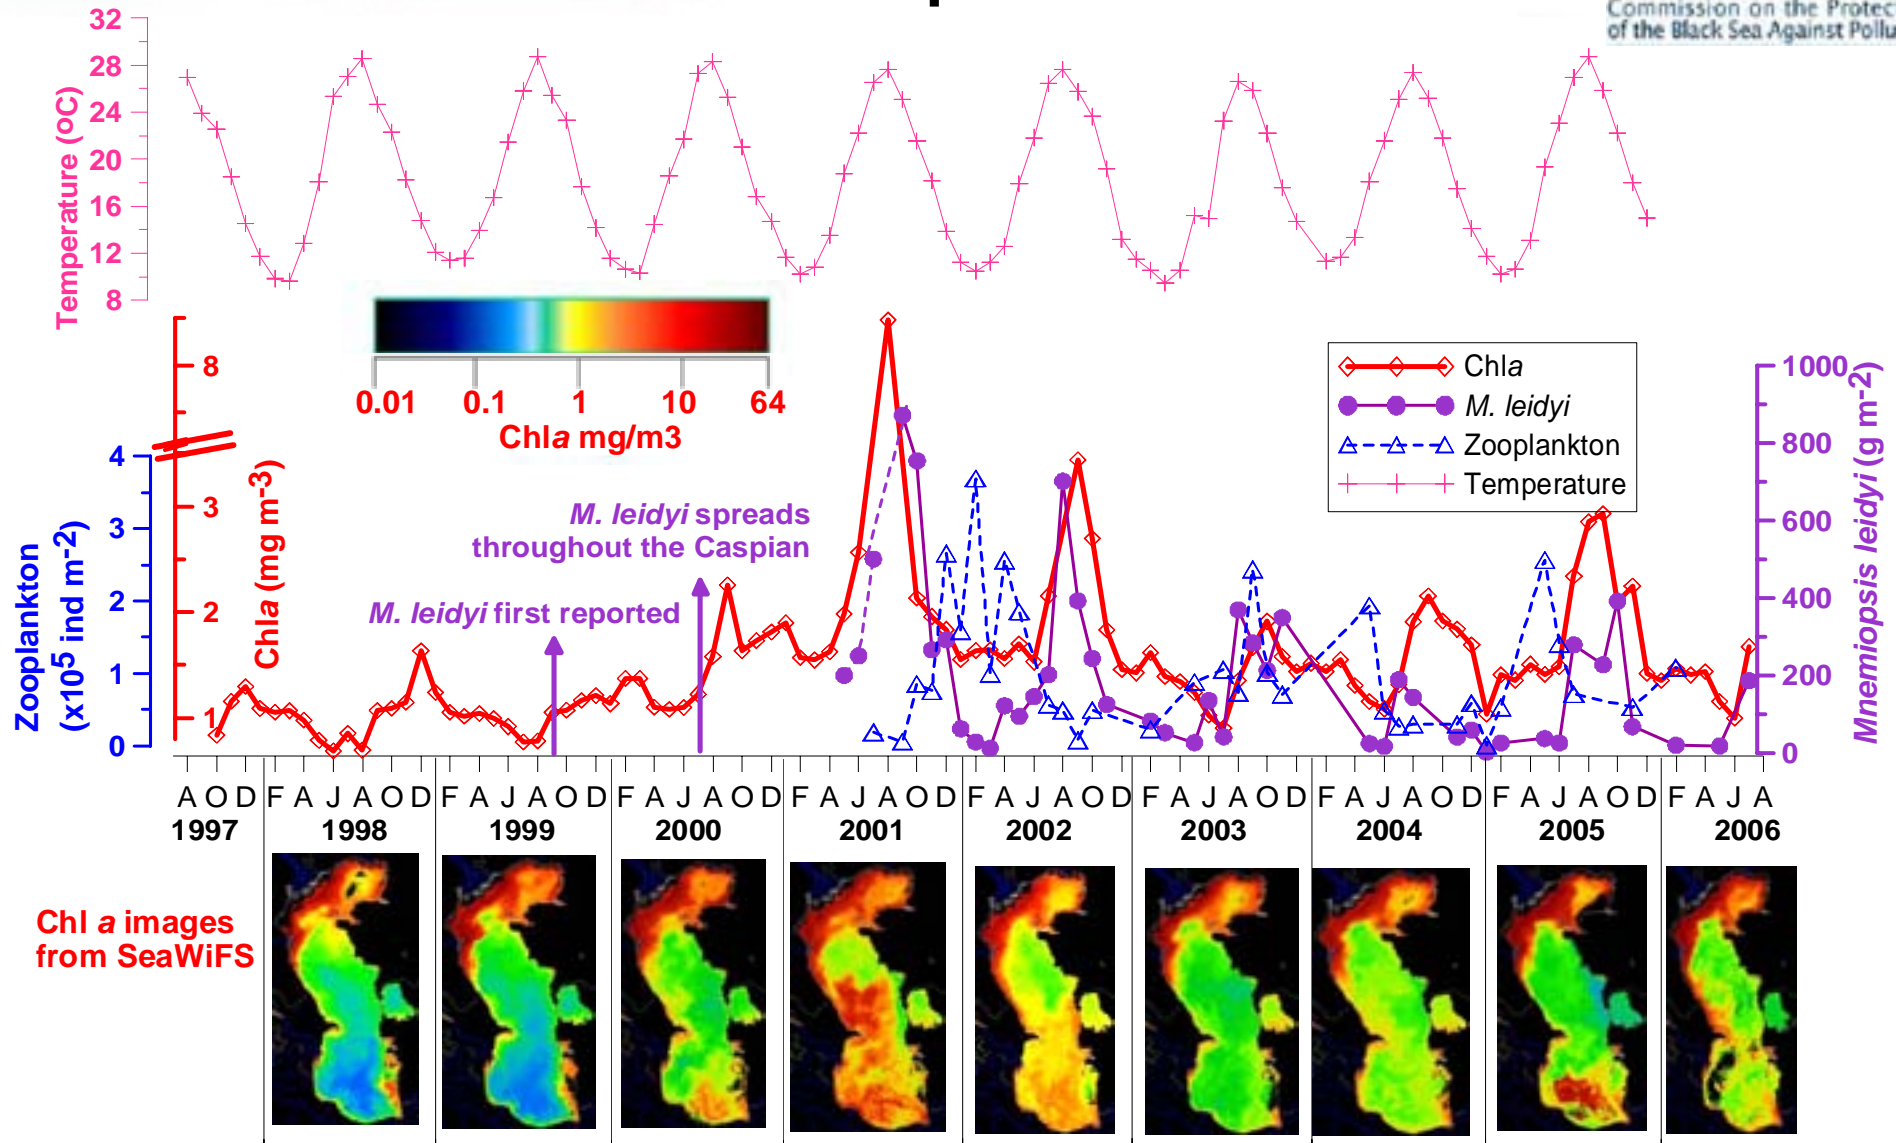 Commission on the Protec
of the Black Sea Against Pollu
32
28
24
20
16
12
8
Temperature (oC)
0.01 0.1 1 10 64
Chla mg/m3
8
3
2
1
Chla (mg m-3)
4
3
2
1
0
Zooplankton
(x10⁵ ind m-2)
M. leidyi spreads
throughout the Caspian
M. leidyi first reported
Chla
M. leidyi
Zooplankton
Temperature
1000
800
600
400
200
0
Mnemiopsis leidyi (g m-2)
A O D F A J A O D F A J A O D F A J A O D F A J A O D F A J A O D F A J A O D F A J A O D F A J A O D F A J A
1997 1998 1999 2000 2001 2002 2003 2004 2005 2006
Chl a images
from SeaWiFS